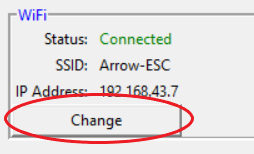 WiFi
Status: Connected
SSID: Arrow-ESC
IP Address: 192.168.43.7
Change